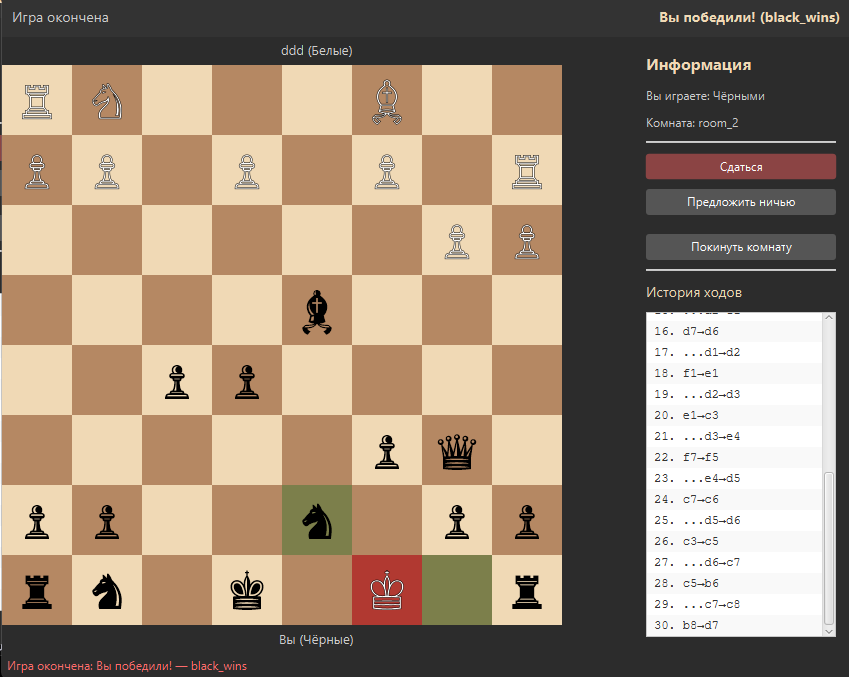 Игра окончена
Вы победили! (black_wins)
ddd (Белые)
Информация
Вы играете: Чёрными
Комната: room_2
Сдаться
Предложить ничью
Покинуть комнату
История ходов
16. d7→d6
17. ...d1→d2
18. f1→e1
19. ...d2→d3
20. e1→c3
21. ...d3→e4
22. f7→f5
23. ...e4→d5
24. c7→c6
25. ...d5→d6
26. c3→c5
27. ...d6→c7
28. c5→b6
29. ...c7→c8
30. b8→d7
Вы (Чёрные)
Игра окончена: Вы победили! — black_wins